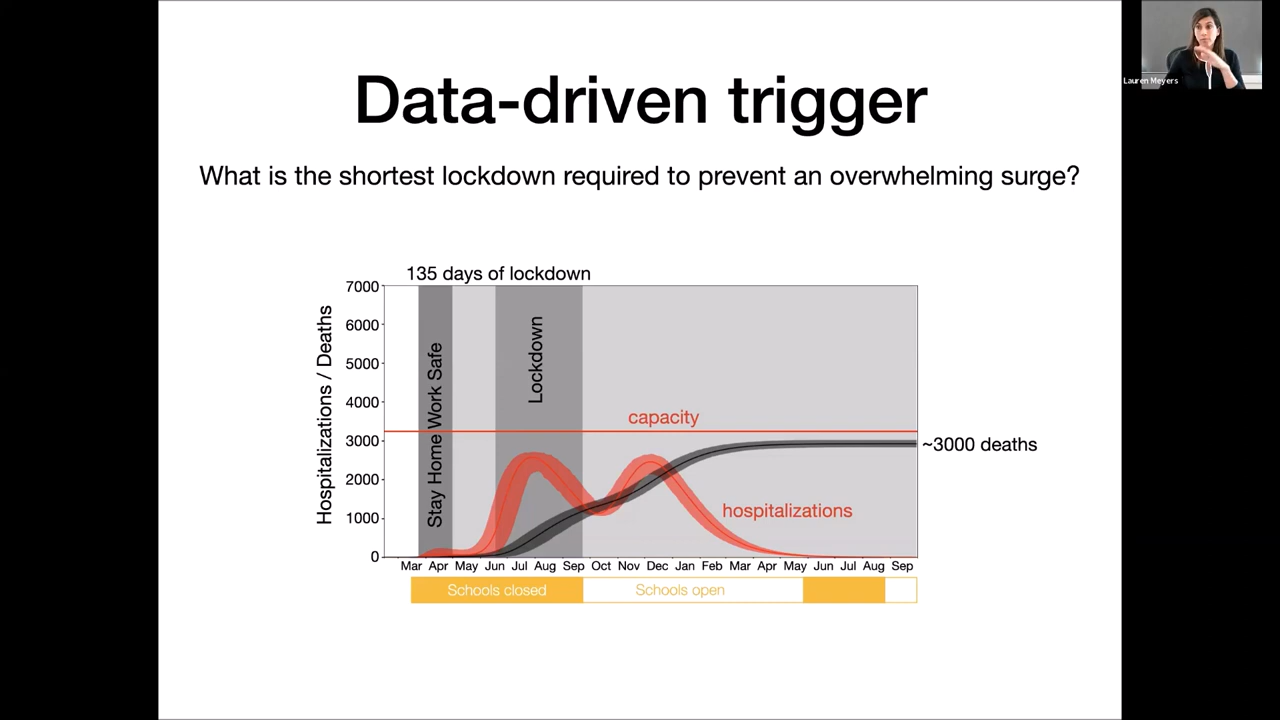 Data-driven trigger
Lauren Meyers
What is the shortest lockdown required to prevent an overwhelming surge?
135 days of lockdown
Hospitalizations / Deaths
7000
6000
5000
4000
3000
2000
1000
0
Stay Home Work Safe
Lockdown
capacity
~3000 deaths
hospitalizations
Mar Apr May Jun Jul Aug Sep Oct Nov Dec Jan Feb Mar Apr May Jun Jul Aug Sep
Schools closed
Schools open